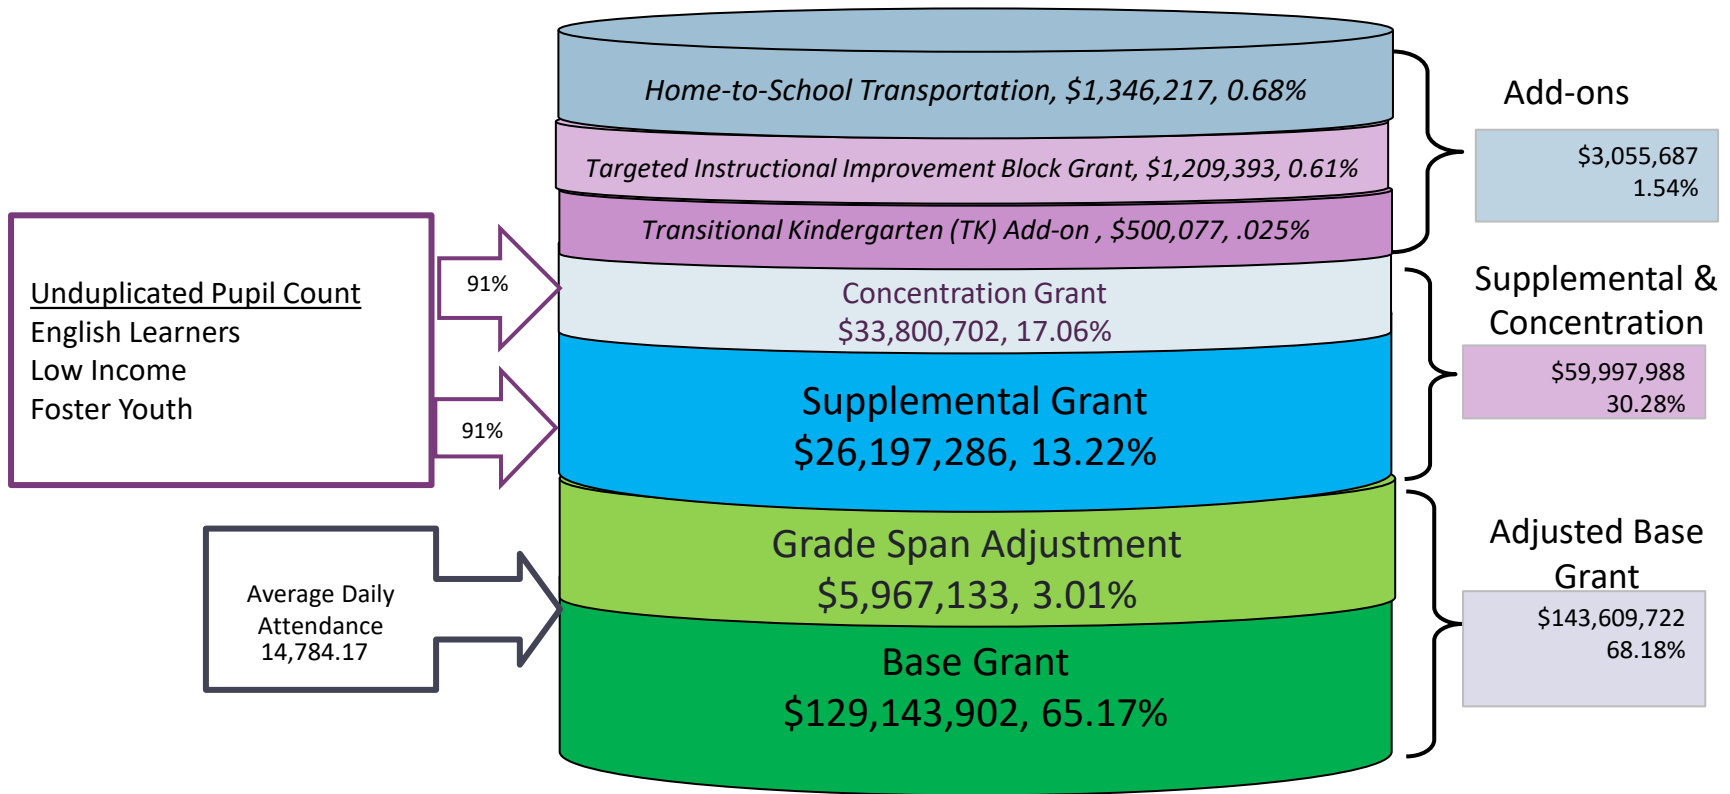 Home-to-School Transportation, $1,346,217, 0.68%
Targeted Instructional Improvement Block Grant, $1,209,393, 0.61%
Transitional Kindergarten (TK) Add-on , $500,077, .025%
Concentration Grant
$33,800,702, 17.06%
Supplemental Grant
$26,197,286, 13.22%
Grade Span Adjustment
$5,967,133, 3.01%
Base Grant
$129,143,902, 65.17%
Unduplicated Pupil Count
English Learners
Low Income
Foster Youth
91%
91%
Average Daily
Attendance
14,784.17
Add-ons
$3,055,687
1.54%
Supplemental &
Concentration
$59,997,988
30.28%
Adjusted Base
Grant
$143,609,722
68.18%